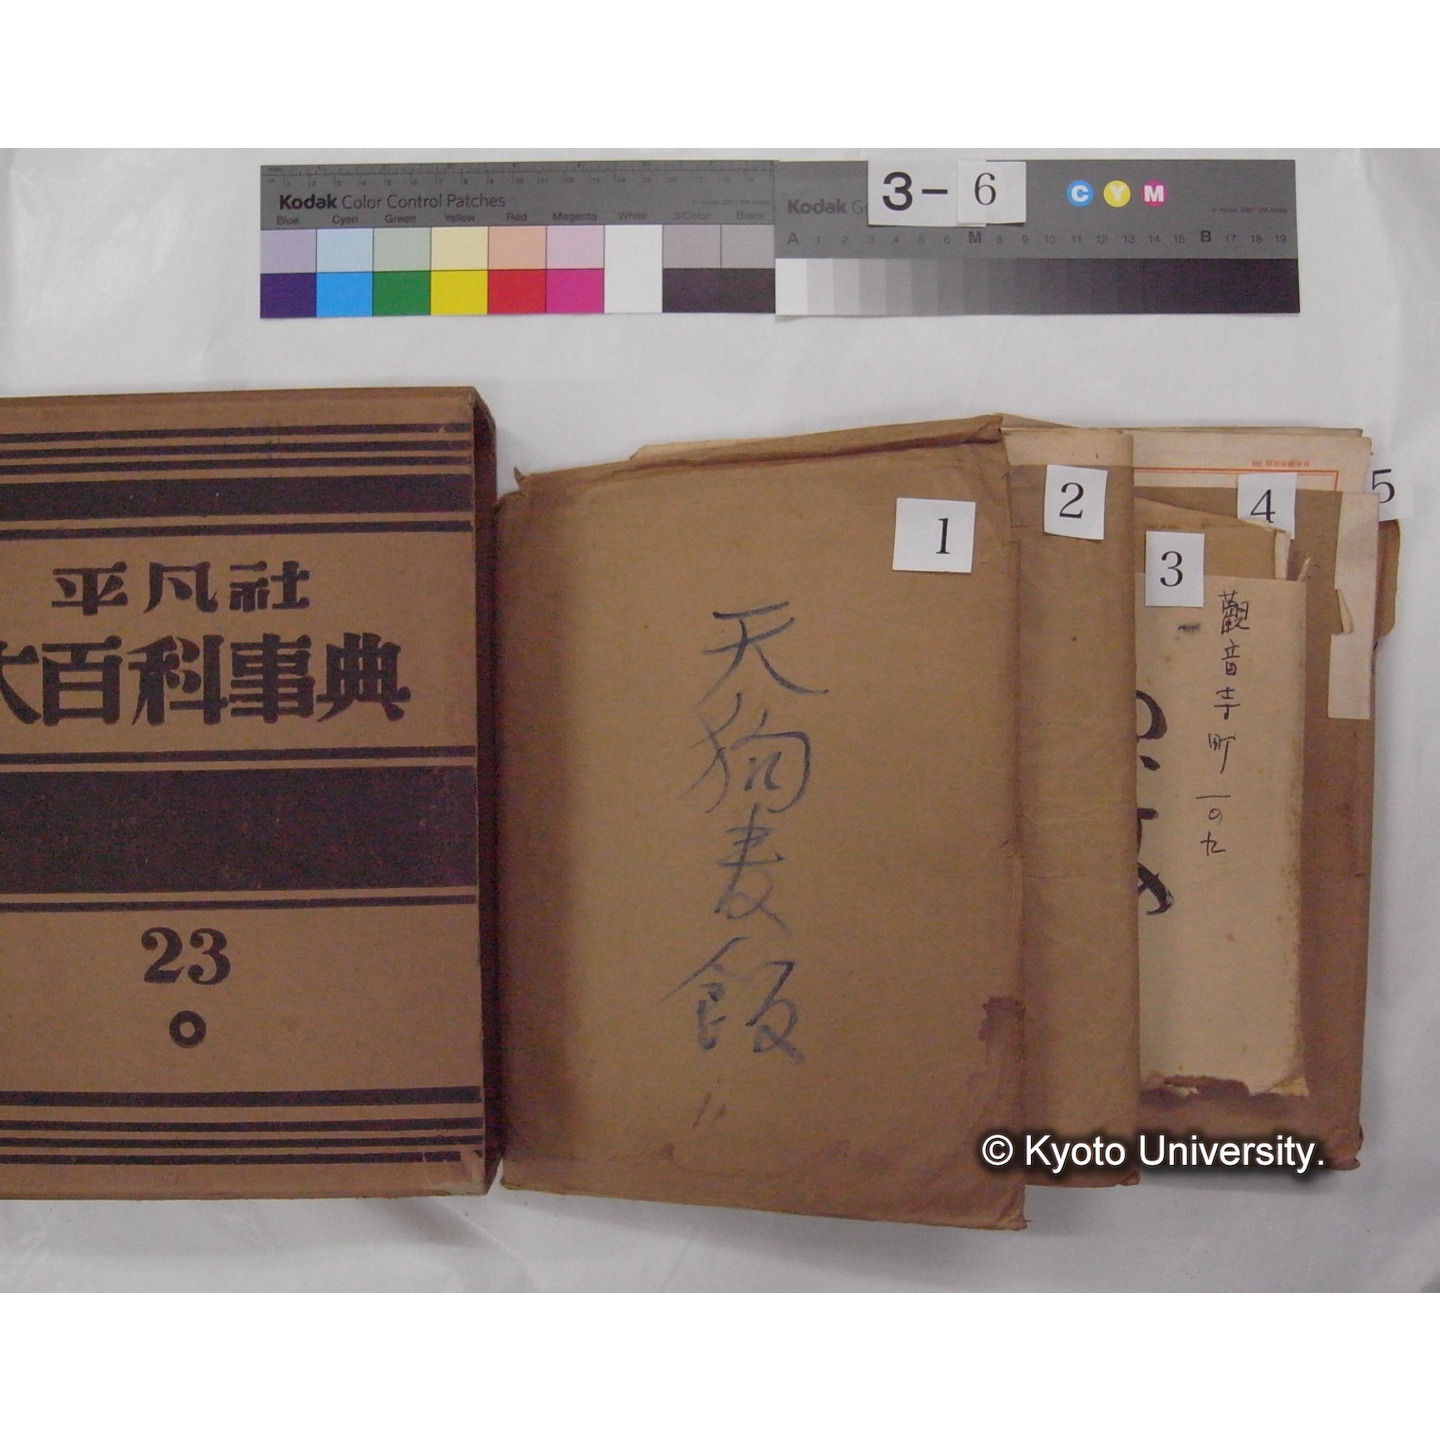 Kodak Color Control Patches
Blue Cyan Green Yellow Red Magenta White 3/Color Black
Kodak
3-6
C Y M
A 1 2 3 4 5 6 M 8 9 10 11 12 13 14 15 B 17 18 19
平凡社
大百科事典
23
1
天狗麦飯
2
3
4
5
觀音寺町一の九
© Kyoto University.